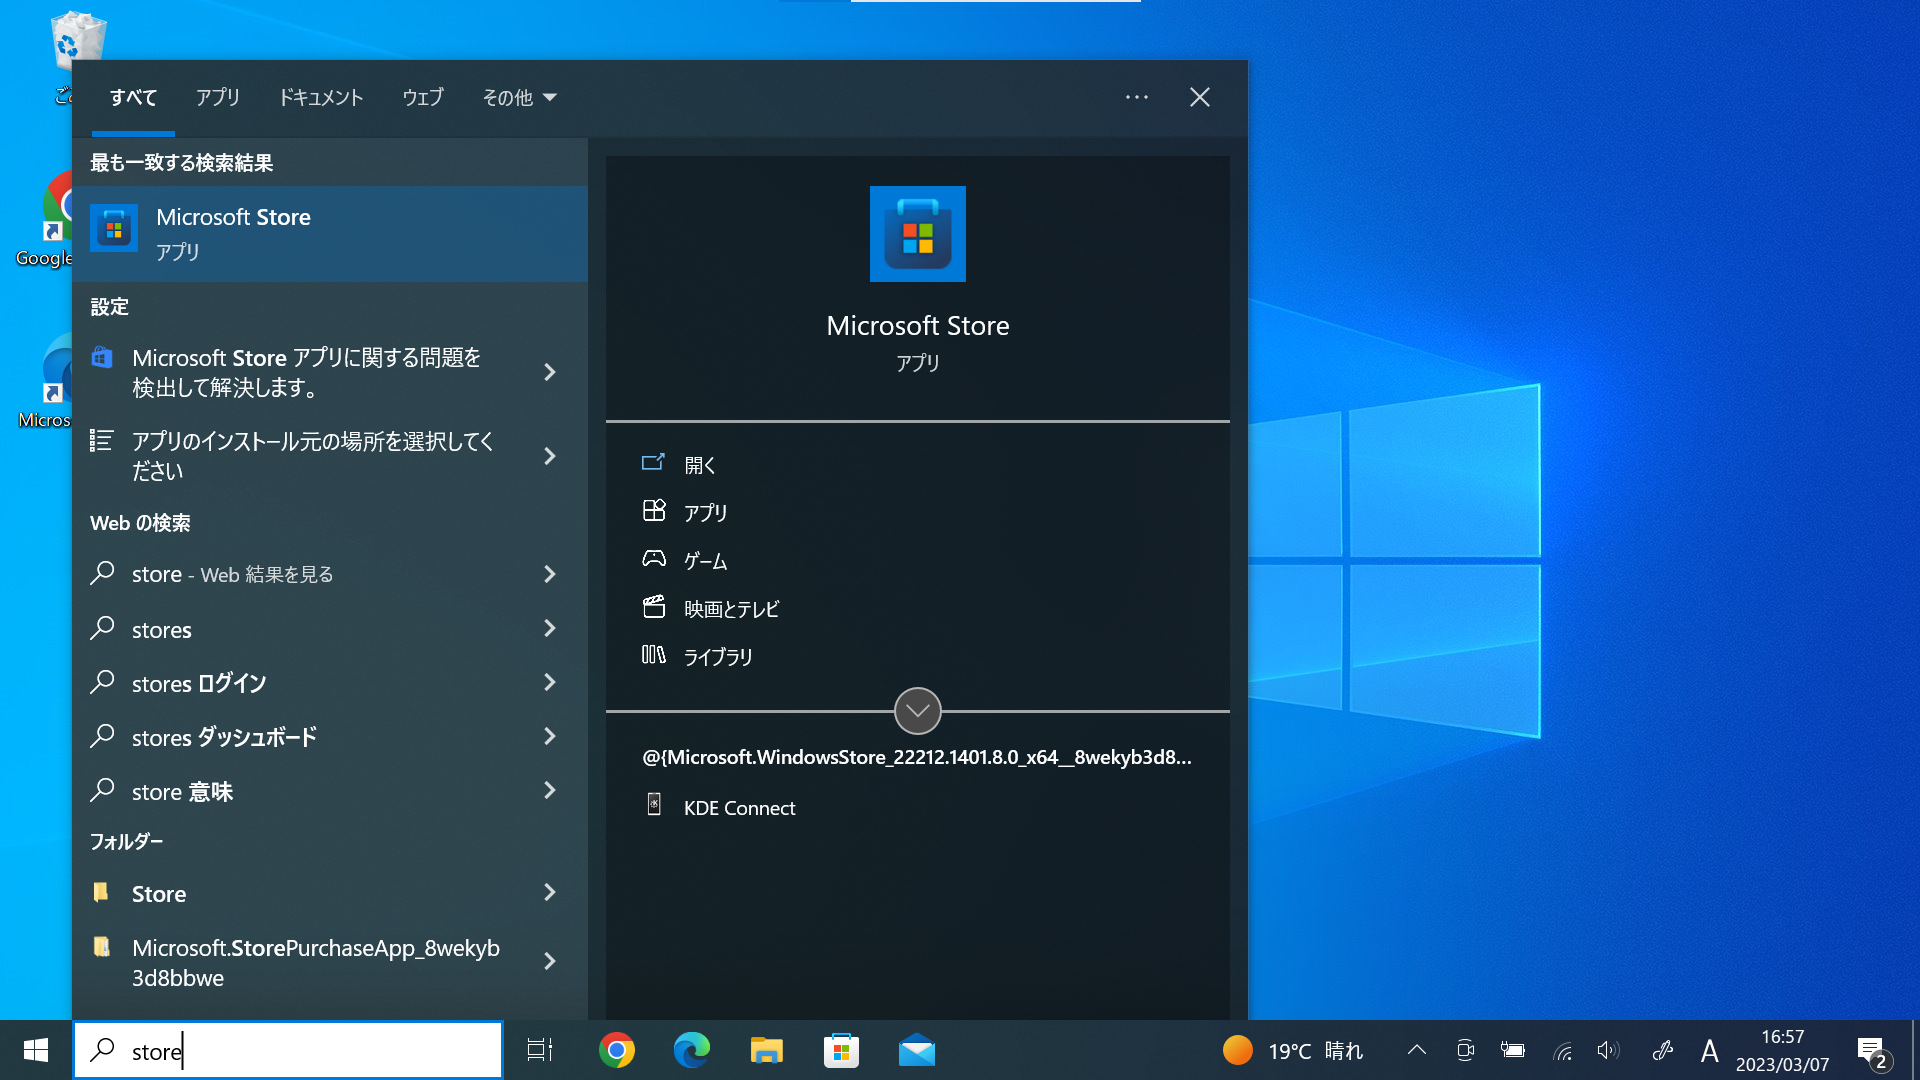 すべて アプリ ドキュメント ウェブ その他
最も一致する検索結果
Microsoft Store
アプリ
設定
Microsoft Store アプリに関する問題を
検出して解決します。
アプリのインストール元の場所を選択してく
ださい
Web の検索
store - Web 結果を見る
stores
stores ログイン
stores ダッシュボード
store 意味
フォルダー
Store
Microsoft.StorePurchaseApp_8wekyb
3d8bbwe
Microsoft Store
アプリ
開く
アプリ
ゲーム
映画とテレビ
ライブラリ
@{Microsoft.WindowsStore_22212.1401.8.0_x64__8wekyb3d8...
KDE Connect
Google
Micros
store
19°C 晴れ
A
16:57
2023/03/07
2